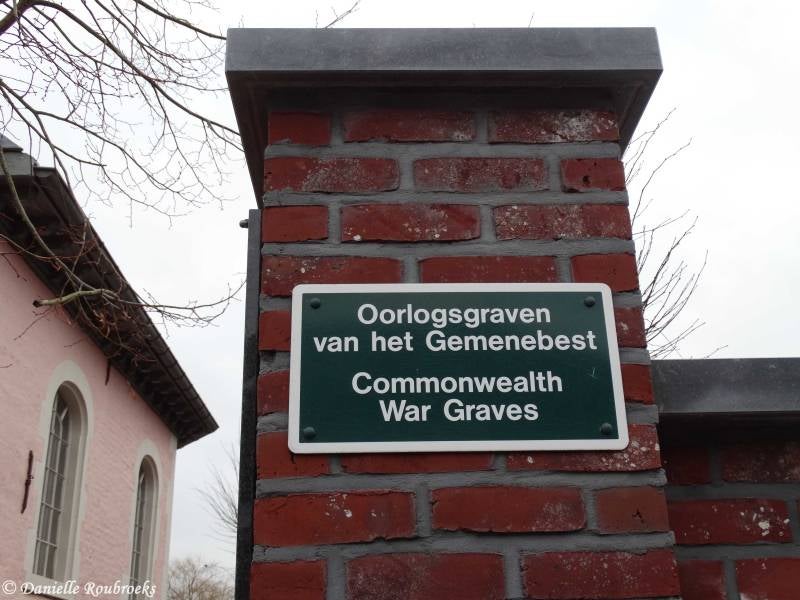 Oorlogsgraven
van het Gemenebest
Commonwealth
War Graves
© Danielle Roubroeks